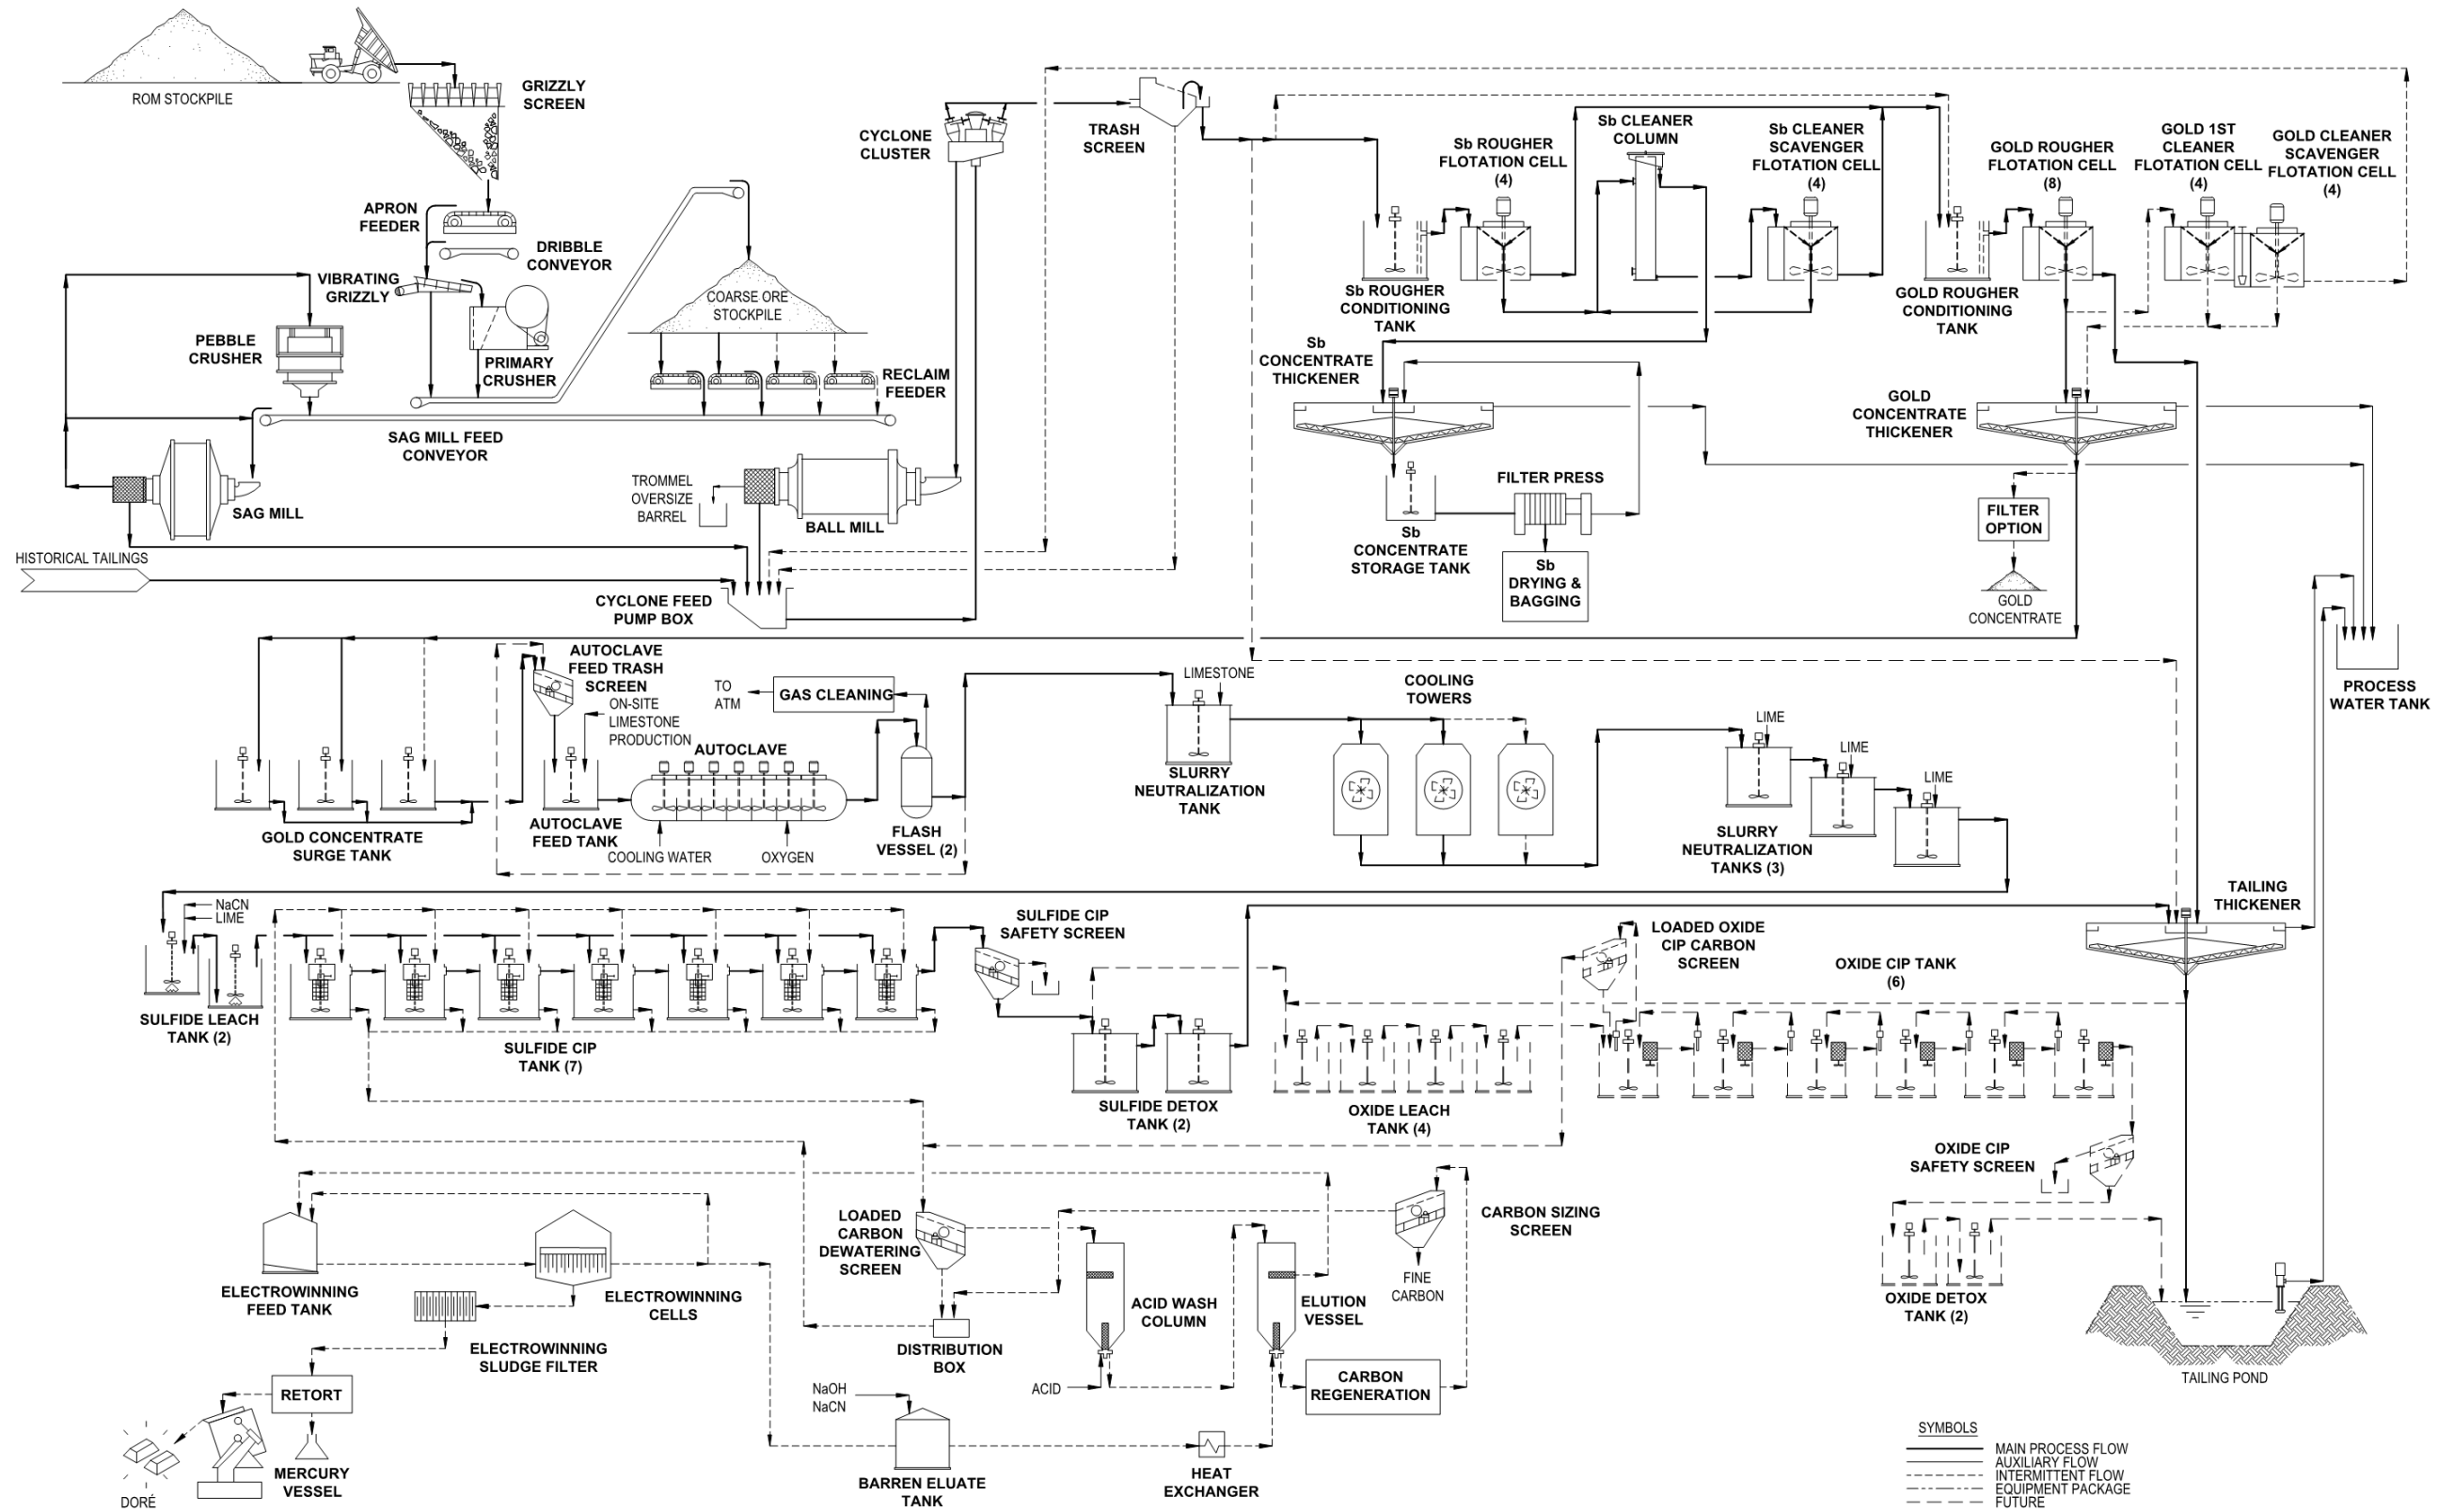 ROM STOCKPILE
GRIZZLY
SCREEN
APRON
FEEDER
DRIBBLE
CONVEYOR
VIBRATING
GRIZZLY
PEBBLE
CRUSHER
PRIMARY
CRUSHER
COARSE ORE
STOCKPILE
RECLAIM
FEEDER
SAG MILL FEED
CONVEYOR
SAG MILL
TROMMEL
OVERSIZE
BARREL
BALL MILL
HISTORICAL TAILINGS
CYCLONE FEED
PUMP BOX
CYCLONE
CLUSTER
TRASH
SCREEN
Sb ROUGHER
CONDITIONING
TANK
Sb ROUGHER
FLOTATION CELL
(4)
Sb CLEANER
COLUMN
Sb CLEANER
SCAVENGER
FLOTATION CELL
(4)
GOLD ROUGHER
CONDITIONING
TANK
GOLD ROUGHER
FLOTATION CELL
(8)
GOLD 1ST
CLEANER
FLOTATION CELL
(4)
GOLD CLEANER
SCAVENGER
FLOTATION CELL
(4)
Sb
CONCENTRATE
THICKENER
FILTER PRESS
Sb
CONCENTRATE
STORAGE TANK
Sb
DRYING &
BAGGING
GOLD
CONCENTRATE
THICKENER
FILTER
OPTION
GOLD
CONCENTRATE
PROCESS
WATER TANK
GOLD CONCENTRATE
SURGE TANK
AUTOCLAVE
FEED TRASH
SCREEN
ON-SITE
LIMESTONE
PRODUCTION
AUTOCLAVE
FEED TANK
AUTOCLAVE
COOLING WATER
OXYGEN
TO
ATM
GAS CLEANING
FLASH
VESSEL (2)
LIMESTONE
SLURRY
NEUTRALIZATION
TANK
COOLING
TOWERS
LIME
LIME
LIME
SLURRY
NEUTRALIZATION
TANKS (3)
TAILING
THICKENER
NaCN
LIME
SULFIDE LEACH
TANK (2)
SULFIDE CIP
TANK (7)
SULFIDE CIP
SAFETY SCREEN
SULFIDE DETOX
TANK (2)
OXIDE LEACH
TANK (4)
LOADED OXIDE
CIP CARBON
SCREEN
OXIDE CIP TANK
(6)
OXIDE CIP
SAFETY SCREEN
OXIDE DETOX
TANK (2)
TAILING POND
ELECTROWINNING
FEED TANK
ELECTROWINNING
CELLS
ELECTROWINNING
SLUDGE FILTER
RETORT
MERCURY
VESSEL
DORÉ
LOADED
CARBON
DEWATERING
SCREEN
DISTRIBUTION
BOX
ACID WASH
COLUMN
ACID
ELUTION
VESSEL
CARBON SIZING
SCREEN
FINE
CARBON
CARBON
REGENERATION
NaOH
NaCN
BARREN ELUATE
TANK
HEAT
EXCHANGER
SYMBOLS
MAIN PROCESS FLOW
AUXILIARY FLOW
INTERMITTENT FLOW
EQUIPMENT PACKAGE
FUTURE